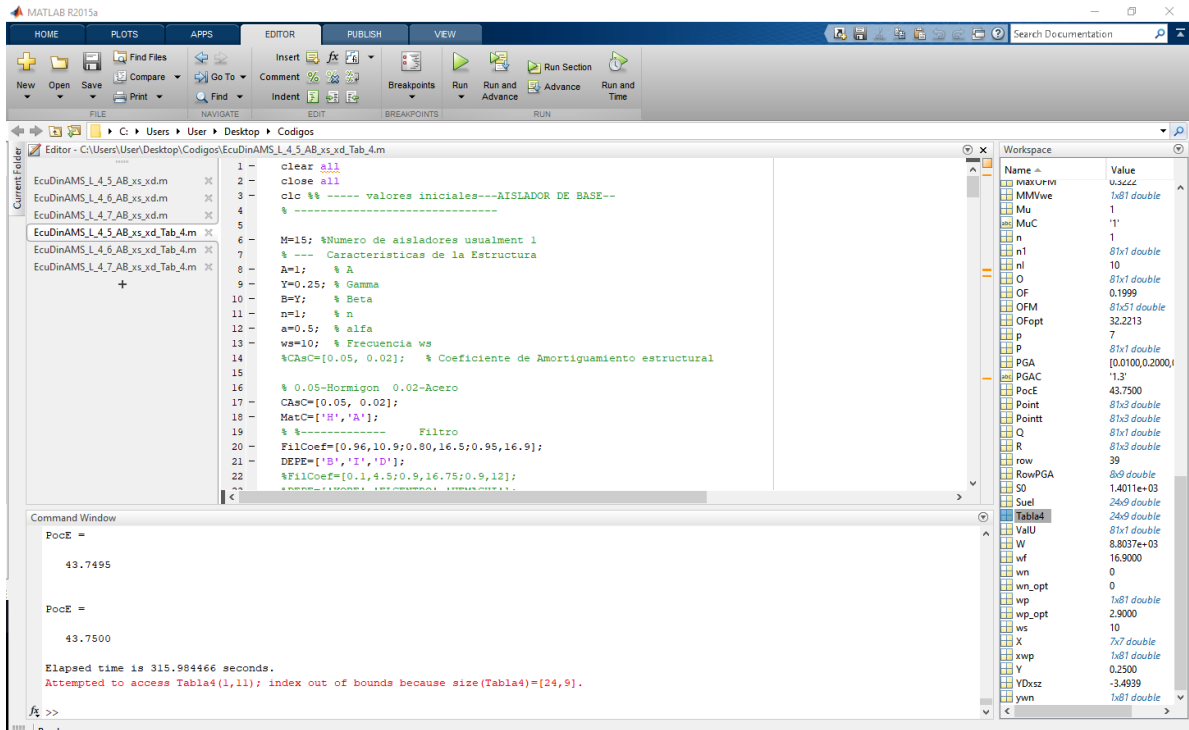 MATLAB R2015a
HOME PLOTS APPS EDITOR PUBLISH VIEW Search Documentation
New Open Save Find Files Compare Print
Go To Find
Insert fx Comment % Indent
Breakpoints Run Run and Advance Run Section Advance Run and Time
FILE NAVIGATE EDIT BREAKPOINTS RUN
C: Users User Desktop Codigos
Current Folder
Editor - C:\Users\User\Desktop\Codigos\EcuDinAMS_L_4_5_AB_xs_xd_Tab_4.m
EcuDinAMS_L_4_5_AB_xs_xd.m
EcuDinAMS_L_4_6_AB_xs_xd.m
EcuDinAMS_L_4_7_AB_xs_xd.m
EcuDinAMS_L_4_5_AB_xs_xd_Tab_4.m
EcuDinAMS_L_4_6_AB_xs_xd_Tab_4.m
EcuDinAMS_L_4_7_AB_xs_xd_Tab_4.m
+
1 - clear all
2 - close all
3 - clc %% ----- valores iniciales---AISLADOR DE BASE--
4 % --------------------------------
5
6 - M=15; %Numero de aisladores usualment 1
7 % --- Caracteristicas de la Estructura
8 - A=1; % A
9 - Y=0.25; % Gamma
10 - B=Y; % Beta
11 - n=1; % n
12 - a=0.5; % alfa
13 - ws=10; % Frecuencia ws
14 %CAsC=[0.05, 0.02]; % Coeficiente de Amortiguamiento estructural
15
16 % 0.05-Hormigon 0.02-Acero
17 - CAsC=[0.05, 0.02];
18 - MatC=['H','A'];
19 % %------------- Filtro
20 - FilCoef=[0.96,10.9;0.80,16.5;0.95,16.9];
21 - DEPE=['B','I','D'];
22 %FilCoef=[0.1,4.5;0.9,16.75;0.9,12];
Command Window
PocE =
43.7495
PocE =
43.7500
Elapsed time is 315.984466 seconds.
Attempted to access Tabla4(1,11); index out of bounds because size(Tabla4)=[24,9].
fx >>
Workspace
Name Value
MaxOFM 0.3222
MMVwe 1x81 double
Mu 1
abc MuC '1'
n 1
n1 81x1 double
nl 10
O 81x1 double
OF 0.1999
OFM 81x51 double
OFopt 32.2213
p 7
P 81x1 double
PGA [0.0100,0.2000,
abc PGAC '1.3'
PocE 43.7500
Point 81x3 double
Pointt 81x3 double
Q 81x1 double
R 81x3 double
row 39
RowPGA 8x9 double
S0 1.4011e+03
Suel 24x9 double
Tabla4 24x9 double
ValU 81x1 double
W 8.8037e+03
wf 16.9000
wn 0
wn_opt 0
wp 1x81 double
wp_opt 2.9000
ws 10
X 7x7 double
xwp 1x81 double
Y 0.2500
YDxsz -3.4939
ywn 1x81 double